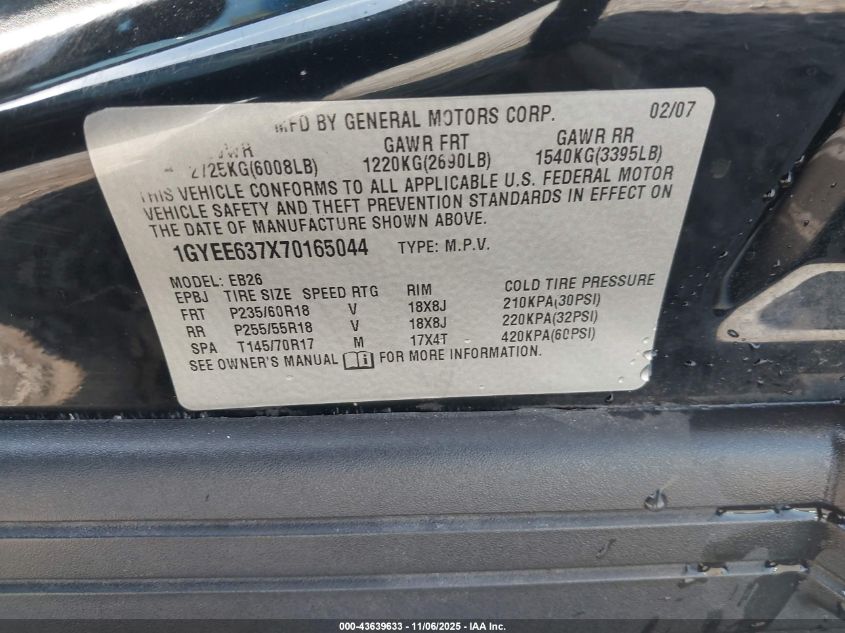 MFD BY GENERAL MOTORS CORP. 02/07
GAWR FRT GAWR RR
2725KG(6008LB) 1220KG(2690LB) 1540KG(3395LB)
THIS VEHICLE CONFORMS TO ALL APPLICABLE U.S. FEDERAL MOTOR
VEHICLE SAFETY AND THEFT PREVENTION STANDARDS IN EFFECT ON
THE DATE OF MANUFACTURE SHOWN ABOVE.
1GYEE637X70165044 TYPE: M.P.V.
MODEL: EB26
EPBJ TIRE SIZE SPEED RTG RIM COLD TIRE PRESSURE
FRT P235/60R18 V 18X8J 210KPA(30PSI)
RR P255/55R18 V 18X8J 220KPA(32PSI)
SPA T145/70R17 M 17X4T 420KPA(60PSI)
SEE OWNER'S MANUAL FOR MORE INFORMATION.
000-43639633 - 11/06/2025 - IAA Inc.